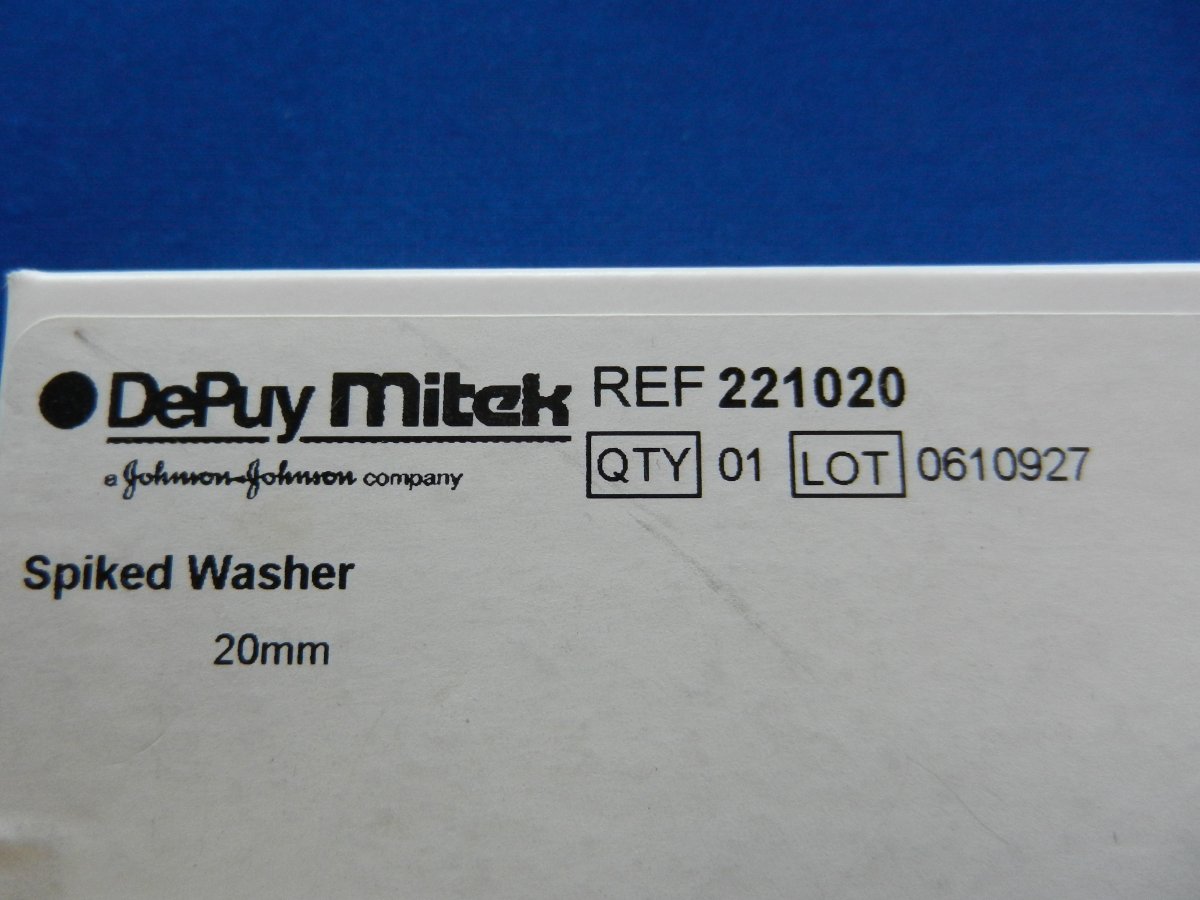 DePuy Mitek
a Johnson-Johnson company
REF 221020
QTY 01 LOT 0610927
Spiked Washer
20mm